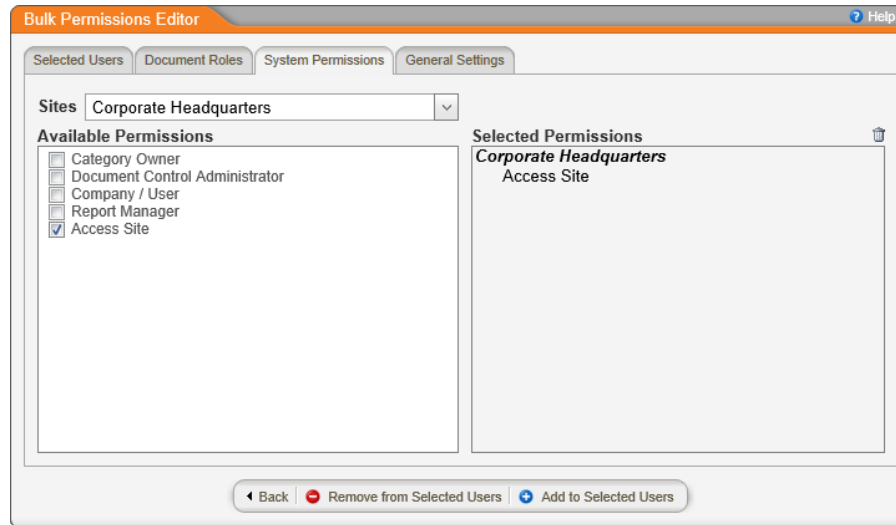 Bulk Permissions Editor
Help
Selected Users
Document Roles
System Permissions
General Settings
Sites Corporate Headquarters
Available Permissions
Category Owner
Document Control Administrator
Company / User
Report Manager
Access Site
Selected Permissions
Corporate Headquarters
Access Site
Back
Remove from Selected Users
Add to Selected Users